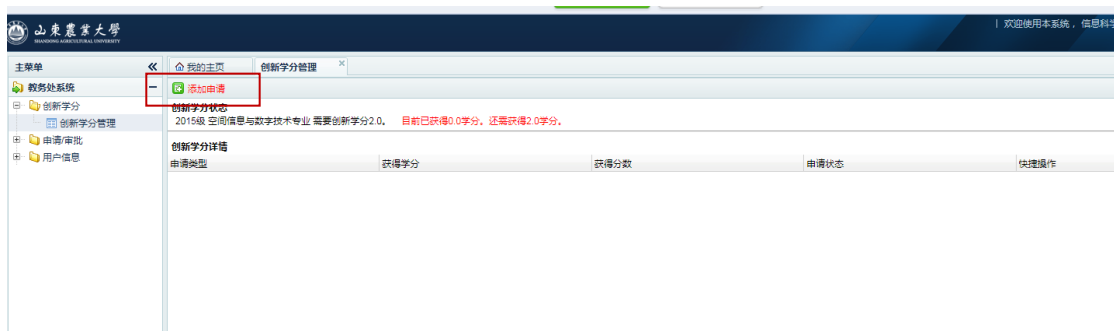 山東農業大學
SHANDONG AGRICULTURAL UNIVERSITY
| 欢迎使用本系统，信息科学
主菜单
我的主页
创新学分管理
教务处系统
添加申请
创新学分
创新学分管理
申请/审批
用户信息
创新学分状态
2015级 空间信息与数字技术专业 需要创新学分2.0。 目前已获得0.0学分。还需获得2.0学分。
创新学分详情
申请类型 获得学分 获得分数 申请状态 快捷操作